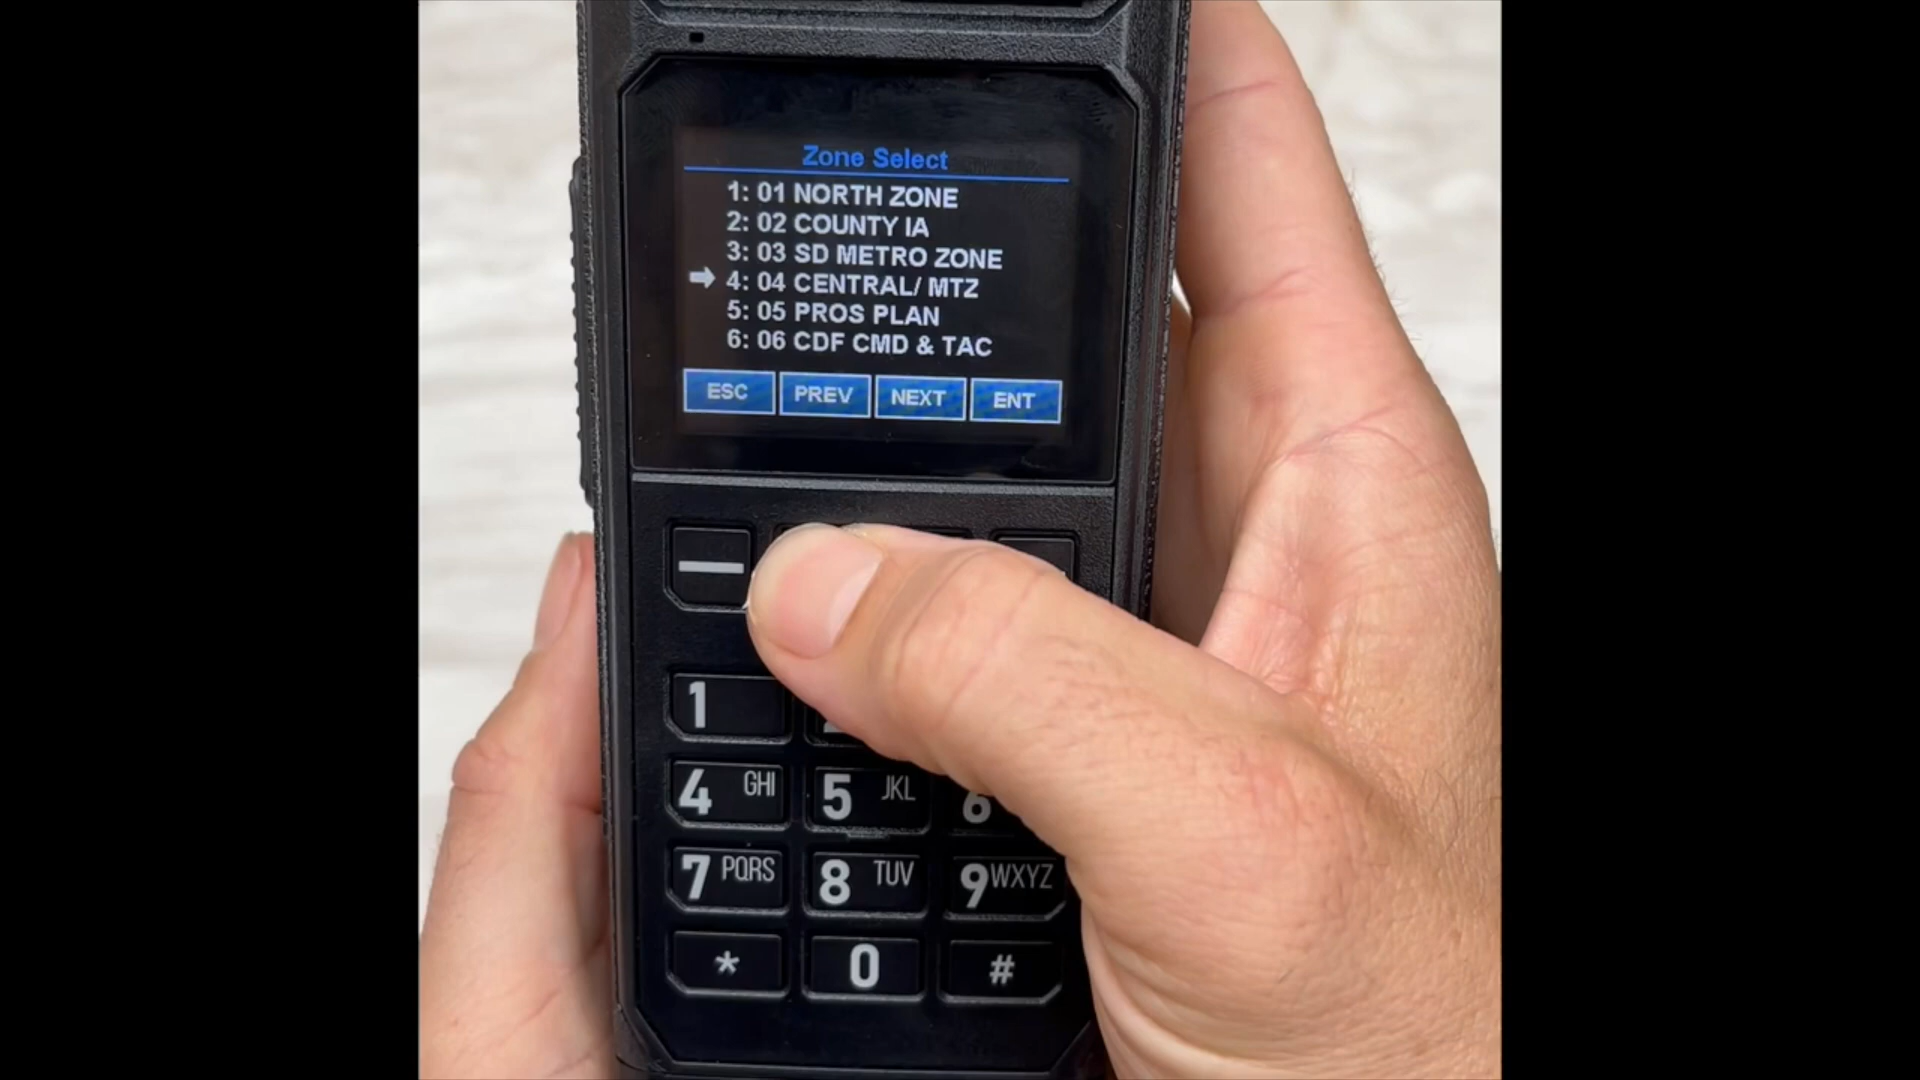 Zone Select
1: 01 NORTH ZONE
2: 02 COUNTY IA
3: 03 SD METRO ZONE
4: 04 CENTRAL/ MTZ
5: 05 PROS PLAN
6: 06 CDF CMD & TAC
ESC PREV NEXT ENT
1
4 GHI 5 JKL 6
7 PQRS 8 TUV 9 WXYZ
* 0 #